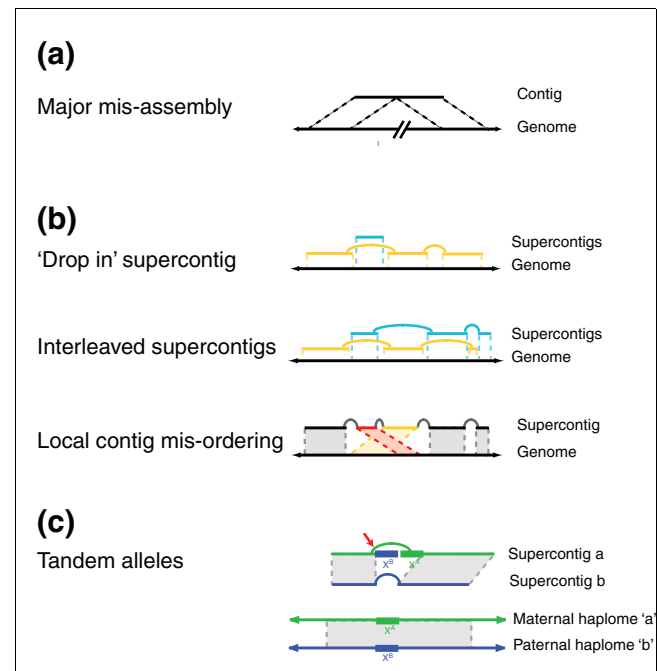 (a)
Major mis-assembly
Contig
Genome
(b)
‘Drop in’ supercontig
Supercontigs
Genome
Interleaved supercontigs
Supercontigs
Genome
Local contig mis-ordering
Supercontig
Genome
(c)
Tandem alleles
Supercontig a
X^B X^A
Supercontig b
Maternal haplome ‘a’
X^A
Paternal haplome ‘b’
X^B